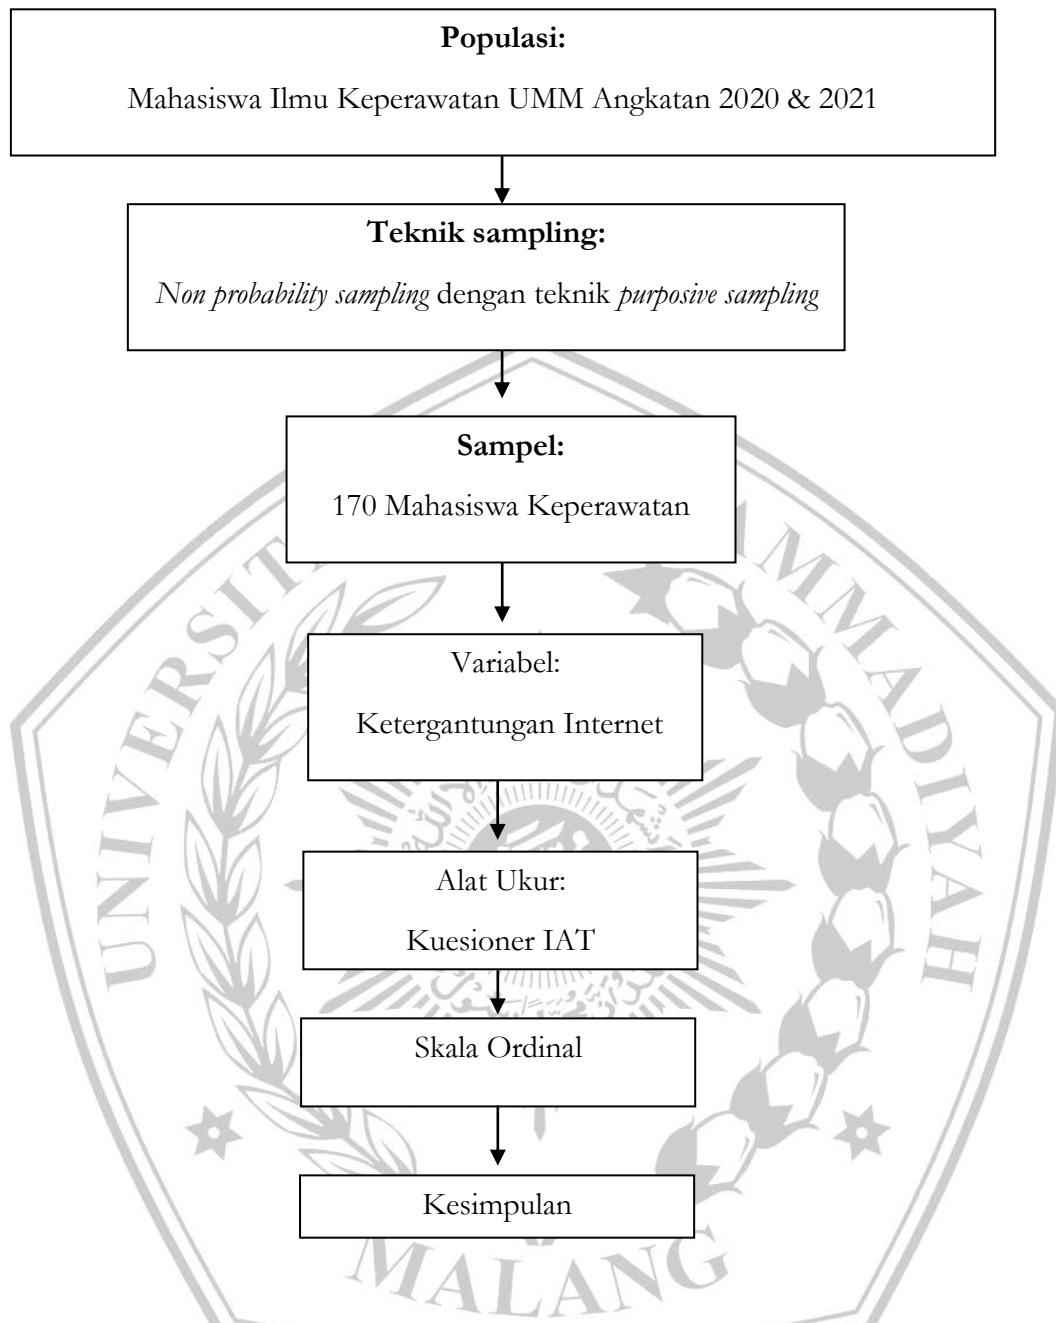 Populasi:
Mahasiswa Ilmu Keperawatan UMM Angkatan 2020 & 2021
Teknik sampling:
Non probability sampling dengan teknik purposive sampling
Sampel:
170 Mahasiswa Keperawatan
Variabel:
Ketergantungan Internet
Alat Ukur:
Kuesioner IAT
Skala Ordinal
Kesimpulan
MALANG